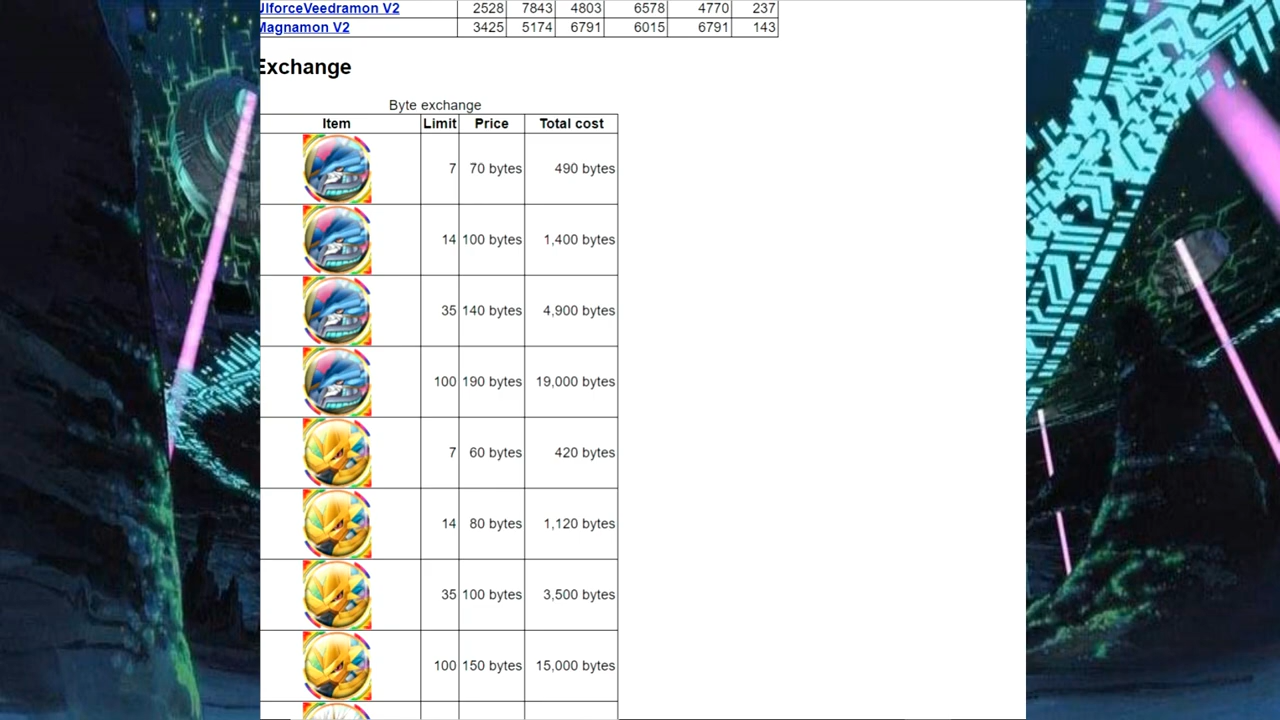 UlforceVeedramon V2 2528 7843 4803 6578 4770 237
Magnamon V2 3425 5174 6791 6015 6791 143
Exchange
Byte exchange
Item Limit Price Total cost
7 70 bytes 490 bytes
14 100 bytes 1,400 bytes
35 140 bytes 4,900 bytes
100 190 bytes 19,000 bytes
7 60 bytes 420 bytes
14 80 bytes 1,120 bytes
35 100 bytes 3,500 bytes
100 150 bytes 15,000 bytes